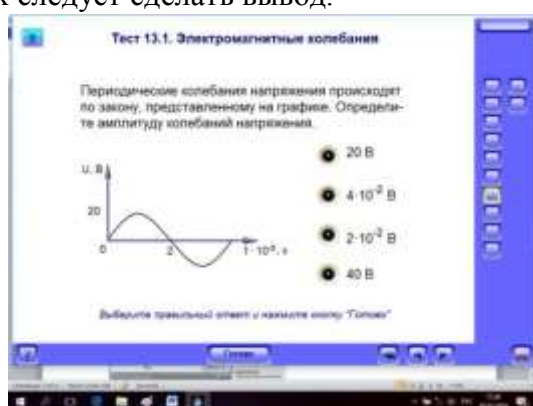 к следует сделать вывод.
Тест 13.1. Электромагнитные колебания
Периодические колебания напряжения происходят
по закону, представленному на графике. Определи-
те амплитуду колебаний напряжения.
20 В
U, В
4·10⁻² В
20
2·10⁻² В
0 2
40 В
Выберите правильный ответ и нажмите кнопку "Готово"
Готово